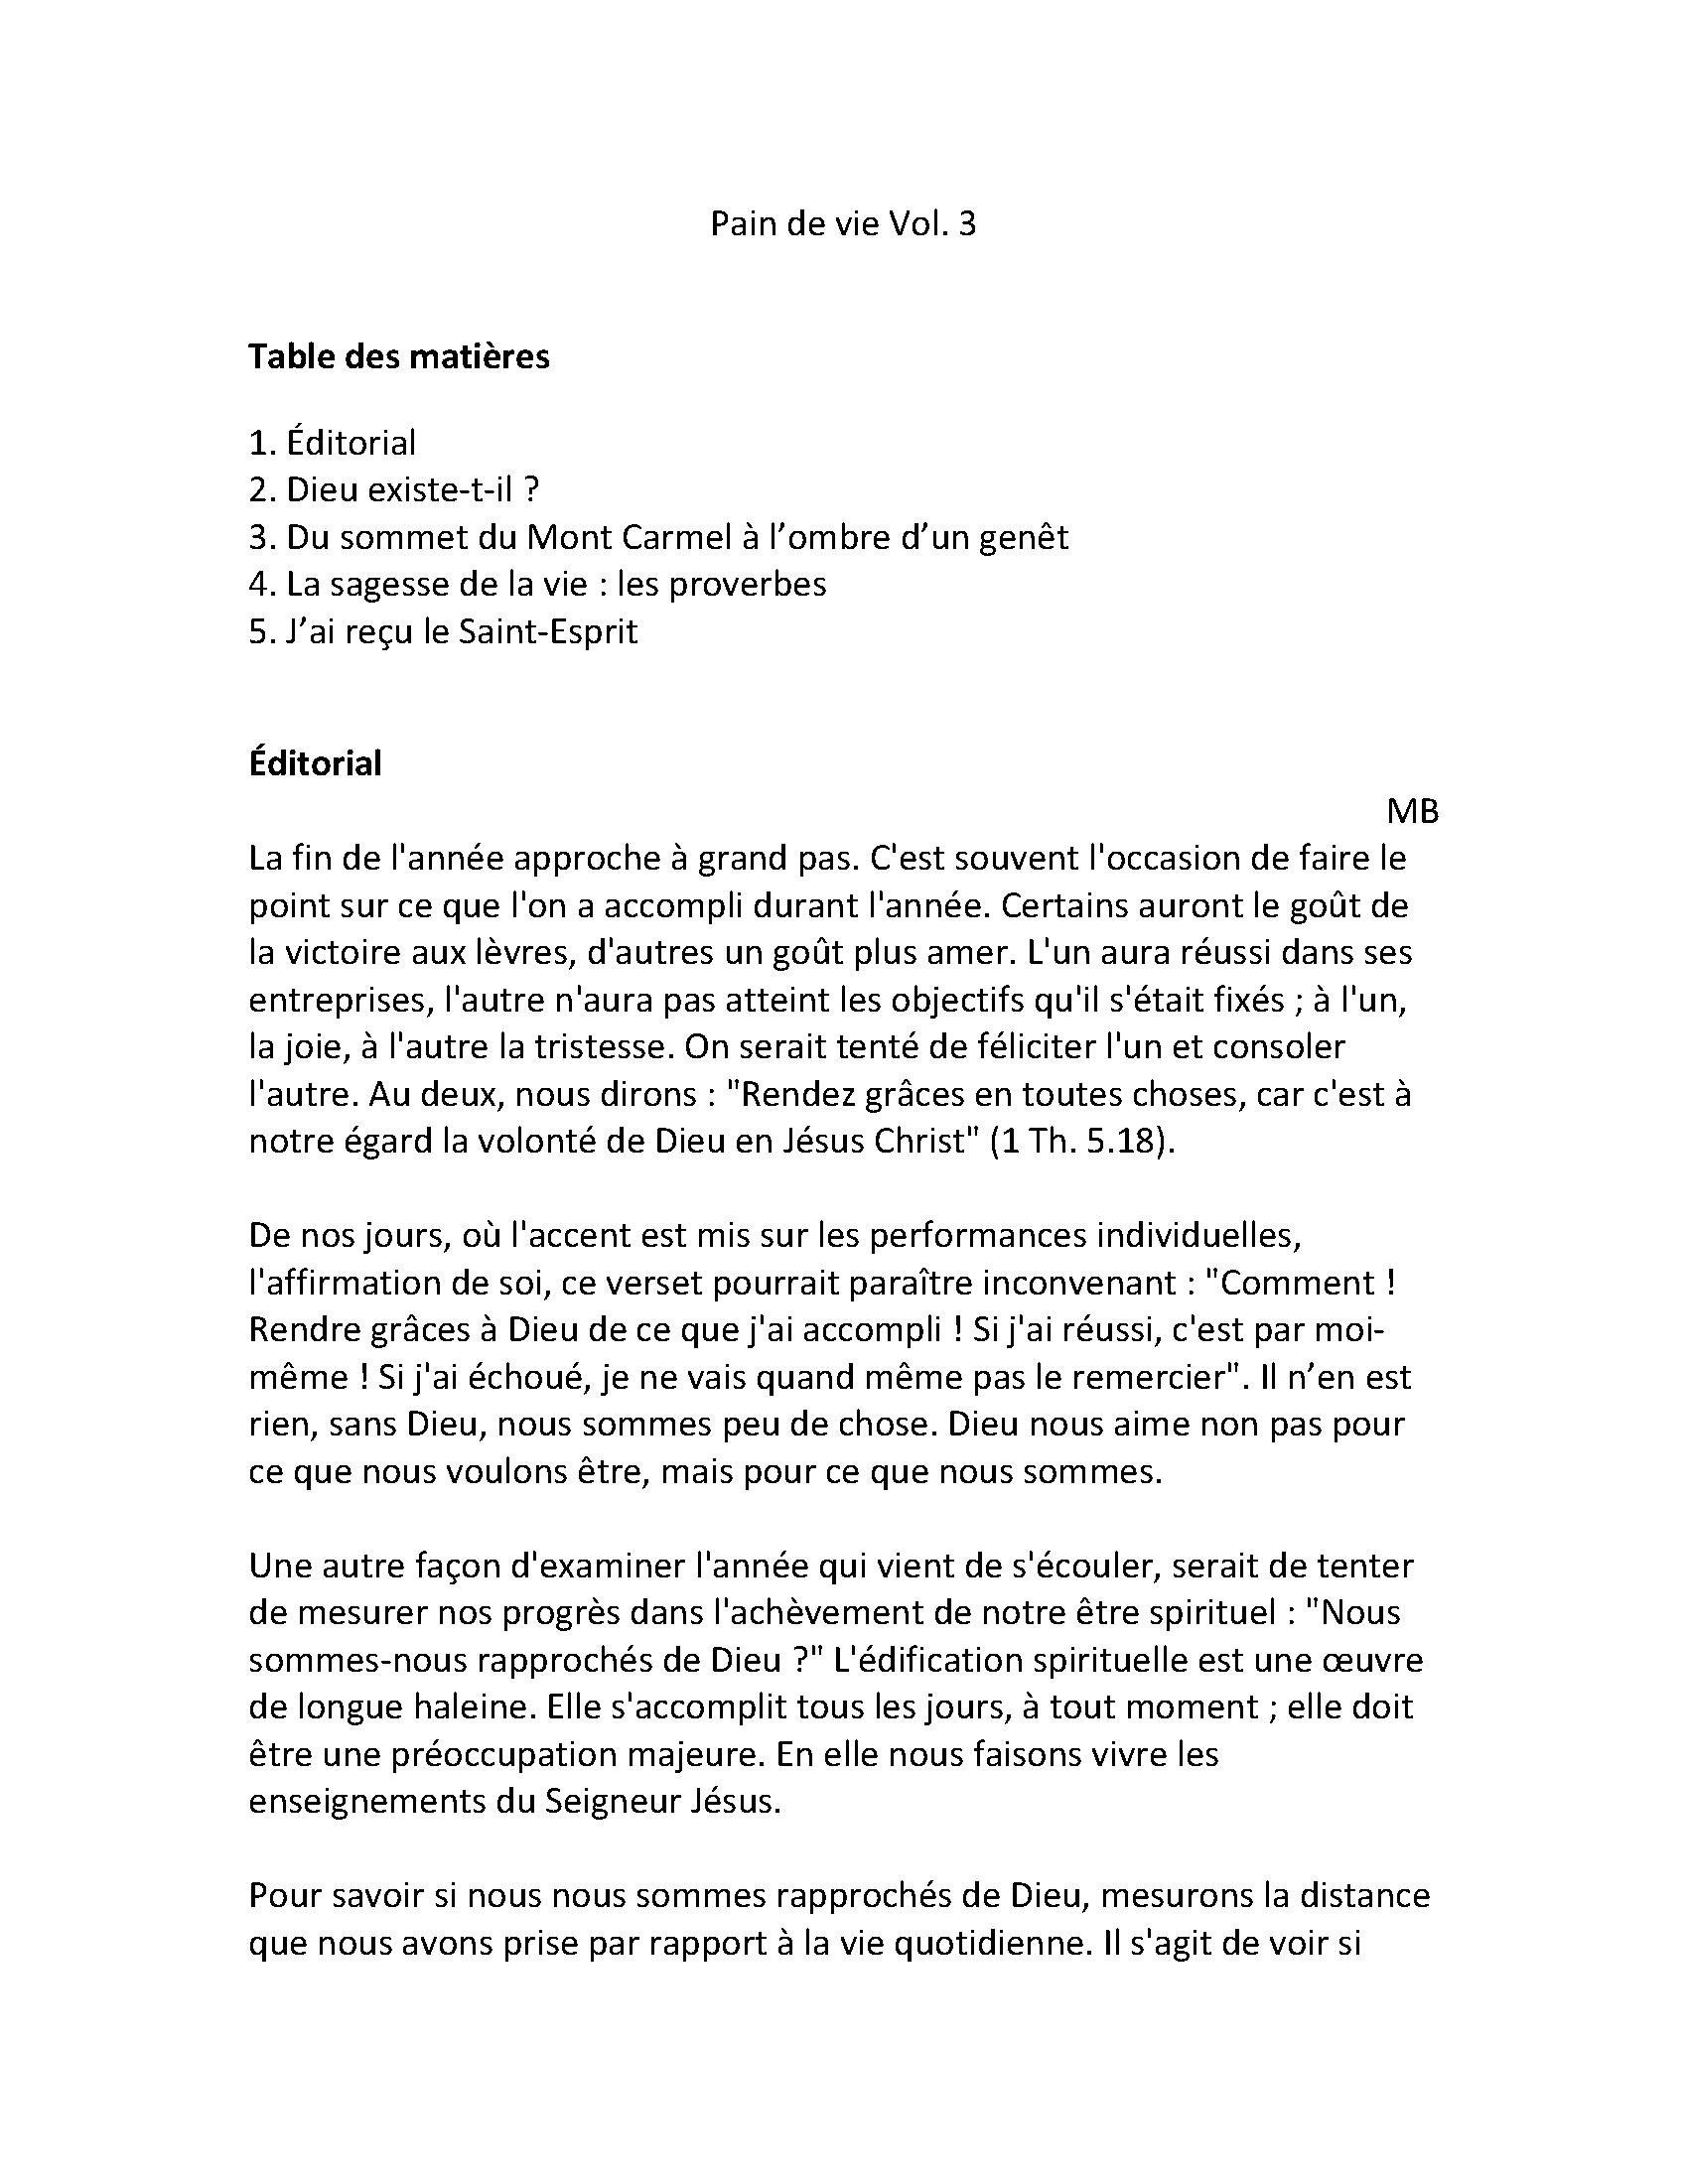 Pain de vie Vol. 3
Table des matières
1. Éditorial
2. Dieu existe-t-il ?
3. Du sommet du Mont Carmel à l’ombre d’un genêt
4. La sagesse de la vie : les proverbes
5. J’ai reçu le Saint-Esprit
Éditorial
MB
La fin de l'année approche à grand pas. C'est souvent l'occasion de faire le
point sur ce que l'on a accompli durant l'année. Certains auront le goût de
la victoire aux lèvres, d'autres un goût plus amer. L'un aura réussi dans ses
entreprises, l'autre n'aura pas atteint les objectifs qu'il s'était fixés ; à l'un,
la joie, à l'autre la tristesse. On serait tenté de féliciter l'un et consoler
l'autre. Au deux, nous dirons : "Rendez grâces en toutes choses, car c'est à
notre égard la volonté de Dieu en Jésus Christ" (1 Th. 5.18).
De nos jours, où l'accent est mis sur les performances individuelles,
l'affirmation de soi, ce verset pourrait paraître inconvenant : "Comment !
Rendre grâces à Dieu de ce que j'ai accompli ! Si j'ai réussi, c'est par moi-
même ! Si j'ai échoué, je ne vais quand même pas le remercier". Il n’en est
rien, sans Dieu, nous sommes peu de chose. Dieu nous aime non pas pour
ce que nous voulons être, mais pour ce que nous sommes.
Une autre façon d'examiner l'année qui vient de s'écouler, serait de tenter
de mesurer nos progrès dans l'achèvement de notre être spirituel : "Nous
sommes-nous rapprochés de Dieu ?" L'édification spirituelle est une œuvre
de longue haleine. Elle s'accomplit tous les jours, à tout moment ; elle doit
être une préoccupation majeure. En elle nous faisons vivre les
enseignements du Seigneur Jésus.
Pour savoir si nous nous sommes rapprochés de Dieu, mesurons la distance
que nous avons prise par rapport à la vie quotidienne. Il s'agit de voir si